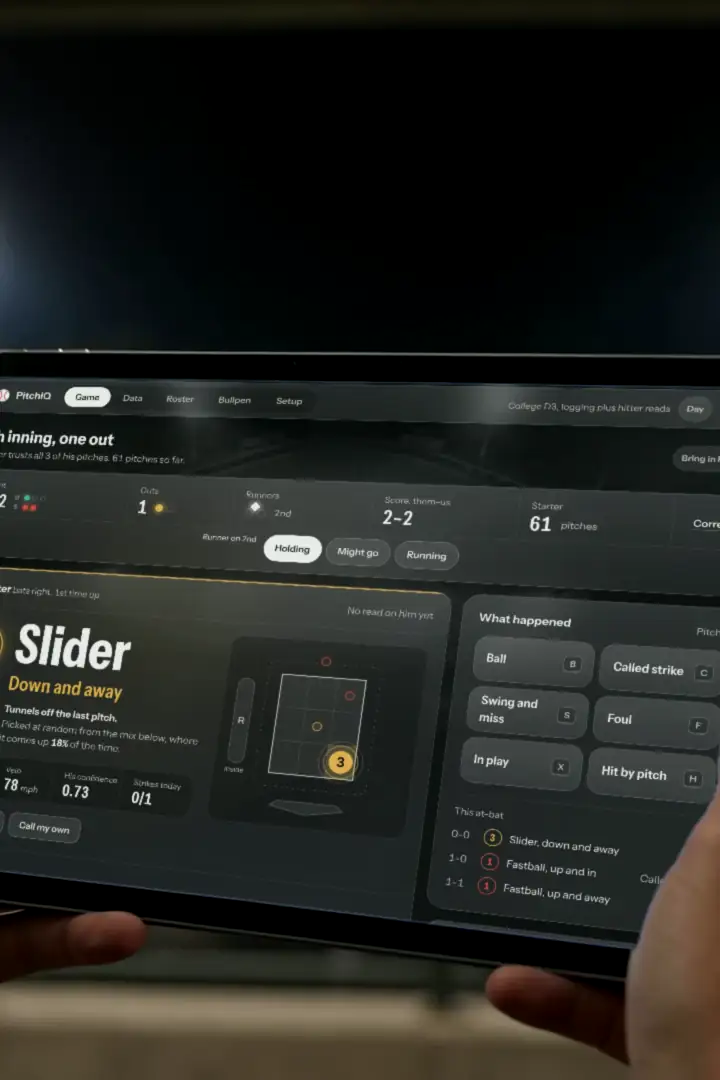 PitchIQ Game Data Roster Bullpen Setup College D3, logging plus hitter reads Day
inning, one out
trusts all 3 of his pitches. 61 pitches so far.
Bring in
Outs Runners Score, them–us Starter
2 1 2nd 2–2 61 pitches
Runner on 2nd Holding Might go Running
bats right, 1st time up
No read on him yet
Slider
Down and away
Tunnels off the last pitch.
Picked at random from the mix below, where
it comes up 18% of the time.
His confidence Strikes today
78 mph 0.73 0/1
Call my own
R
Inside
3
What happened
Ball B
Called strike C
Swing and miss S
Foul F
In play X
Hit by pitch H
This at-bat
0-0 3 Slider, down and away
1-0 1 Fastball, up and in
1-1 1 Fastball, up and away